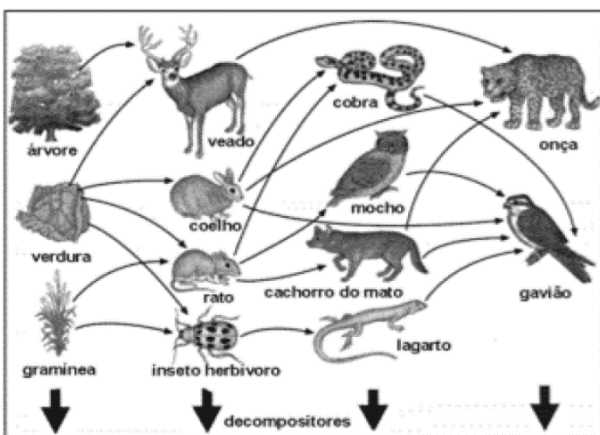 árvore
veado
cobra
onça
verdura
coelho
mocho
rato
cachorro do mato
gavião
gramínea
inseto herbívoro
lagarto
decompositores